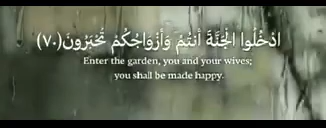 ادْخُلُوا الْجَنَّةَ أَنتُمْ وَأَزْوَاجُكُمْ تُحْبَرُونَ﴿٧٠﴾
Enter the garden, you and your wives;
you shall be made happy.